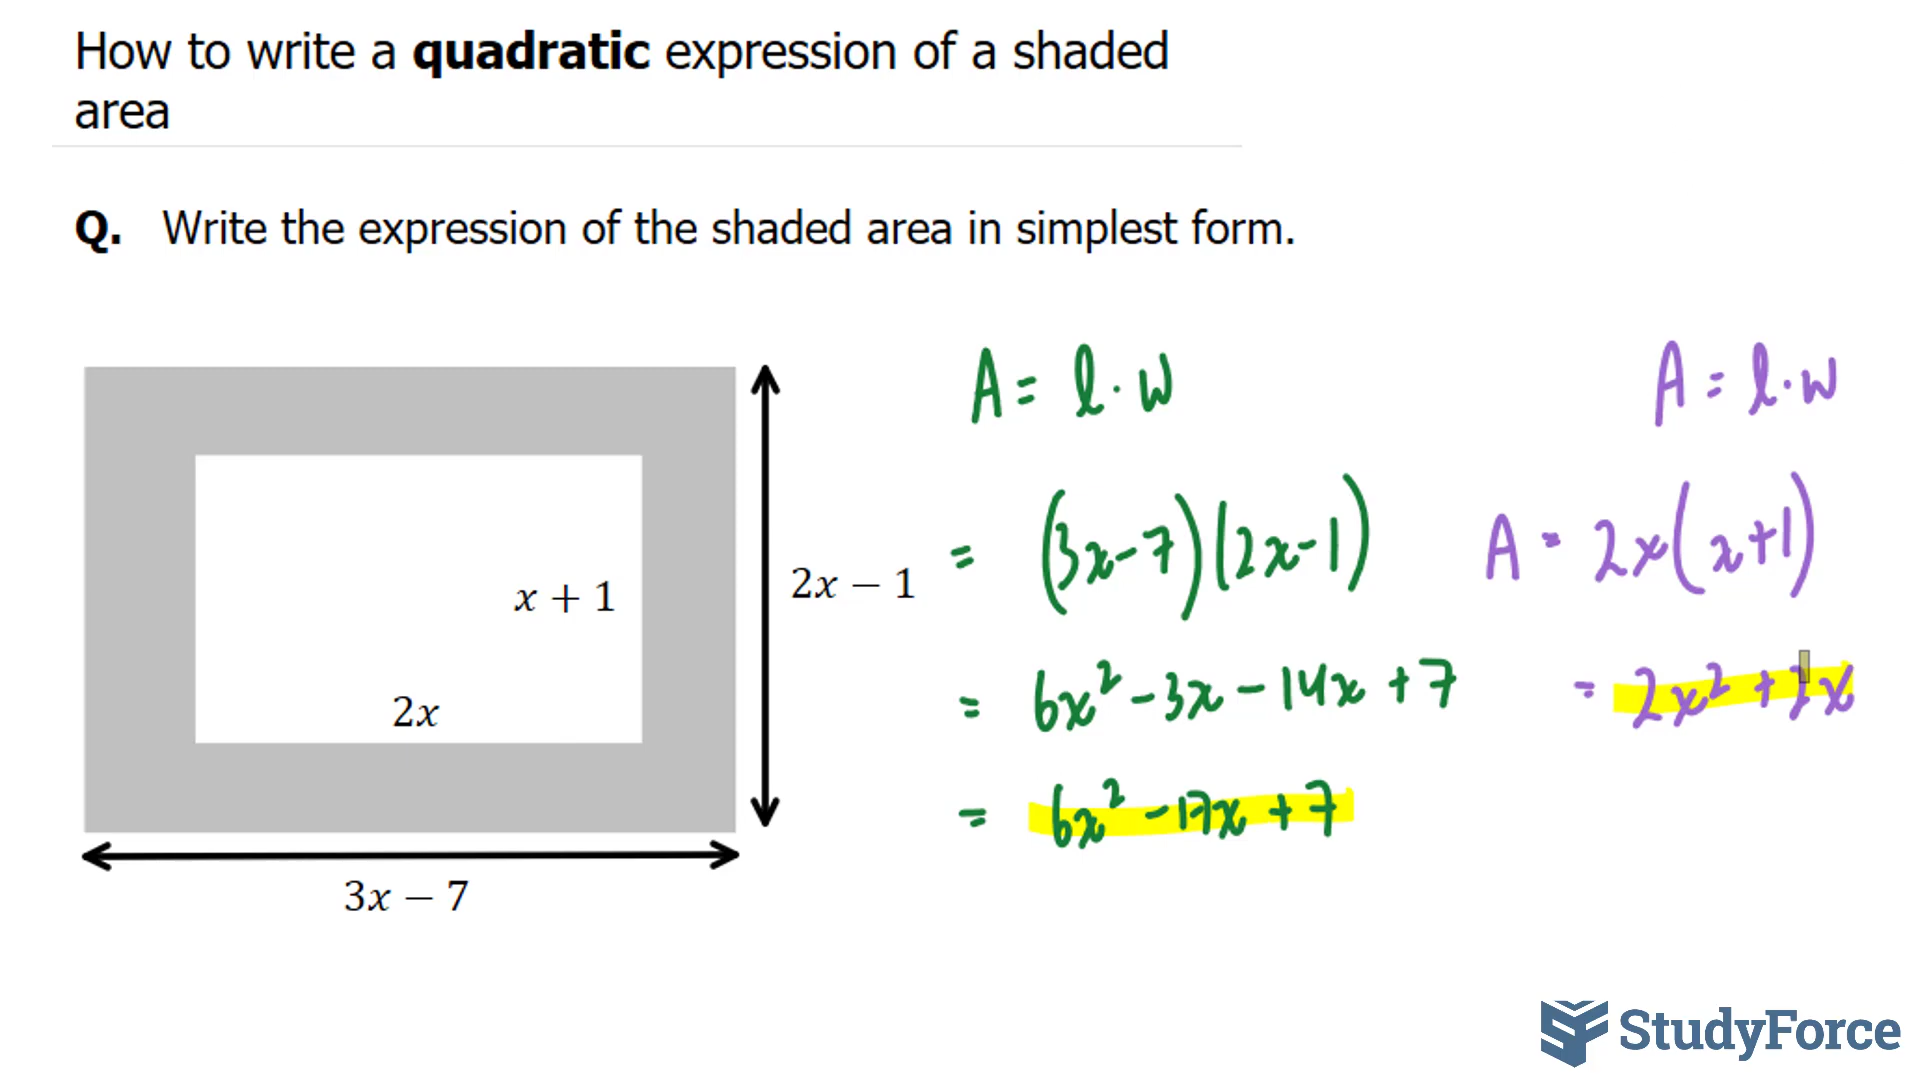 How to write a quadratic expression of a shaded
area
Q. Write the expression of the shaded area in simplest form.
x + 1
2x
2x − 1
3x − 7
A = l · w
= (3x-7)(2x-1)
= 6x² - 3x - 14x + 7
= 6x² - 17x + 7
A = l · w
A = 2x(x+1)
= 2x² + 2x
StudyForce